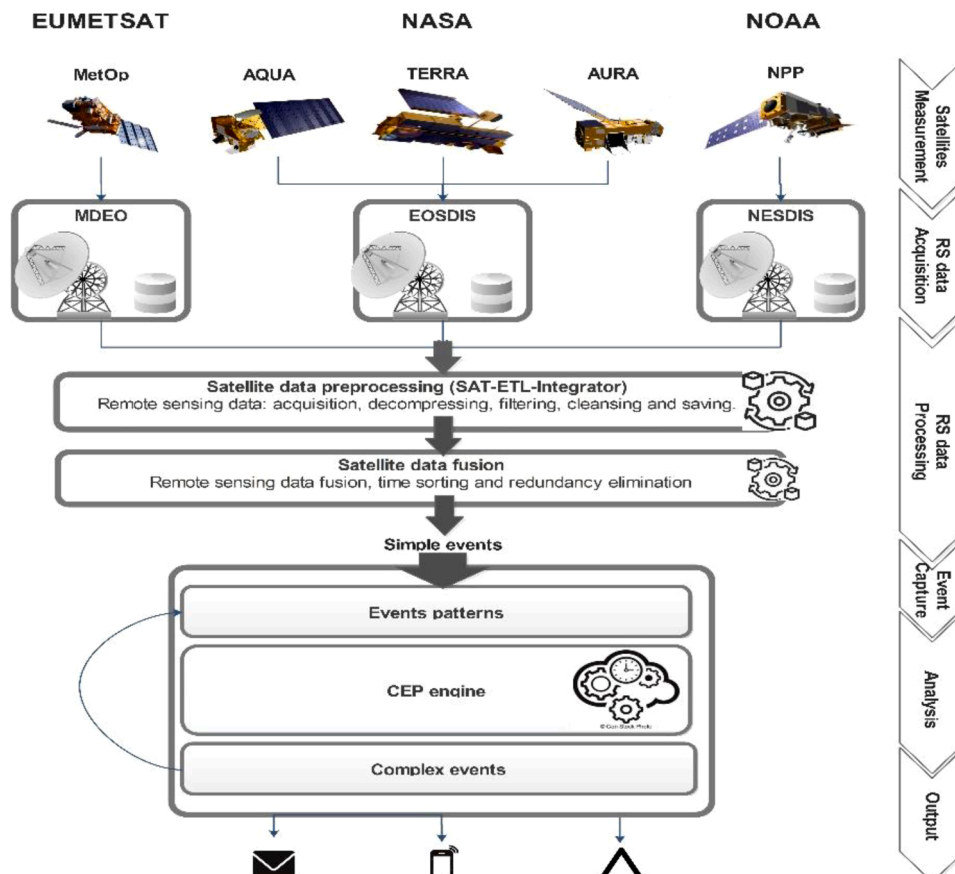 EUMETSAT NASA NOAA
MetOp AQUA TERRA AURA NPP
Satellites
Measurement
MDEO EOSDIS NESDIS
RS data
Acquisition
Satellite data preprocessing (SAT-ETL-Integrator)
Remote sensing data: acquisition, decompressing, filtering, cleansing and saving.
RS data
Processing
Satellite data fusion
Remote sensing data fusion, time sorting and redundancy elimination
Simple events
Event
Capture
Events patterns
CEP engine
© Can Stock Photo
Analysis
Complex events
Output